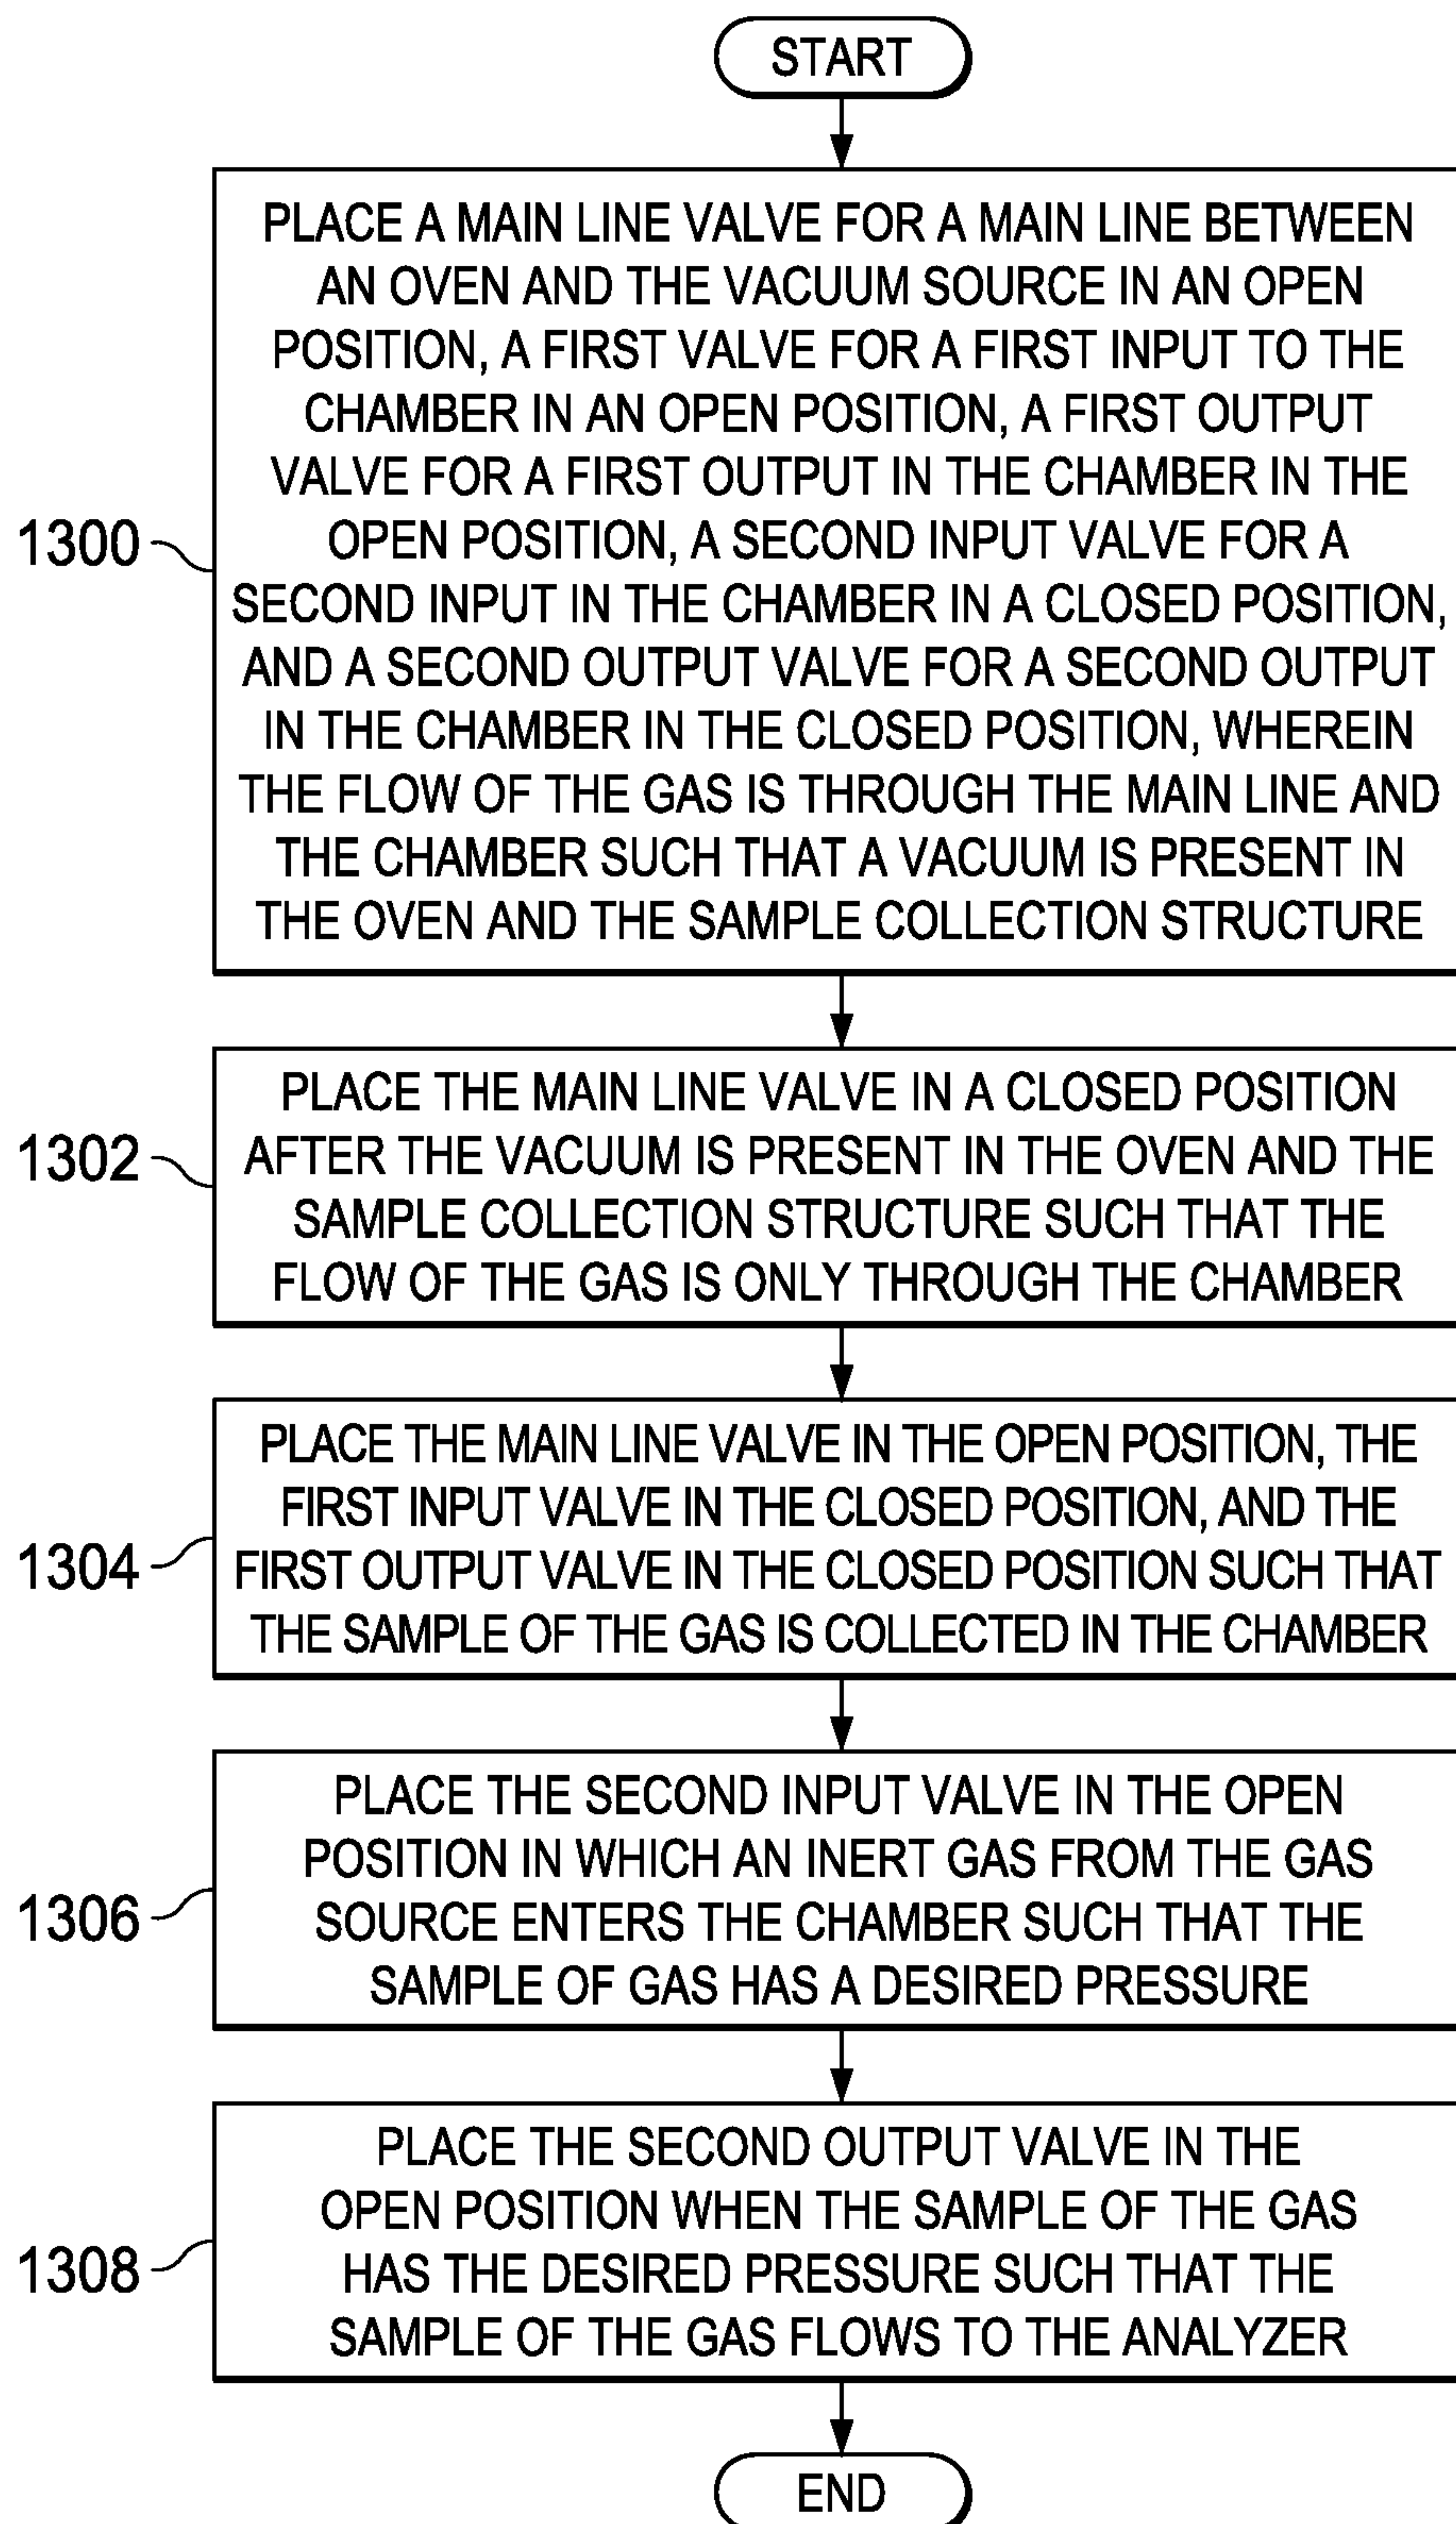 START
PLACE A MAIN LINE VALVE FOR A MAIN LINE BETWEEN
AN OVEN AND THE VACUUM SOURCE IN AN OPEN
POSITION, A FIRST VALVE FOR A FIRST INPUT TO THE
CHAMBER IN AN OPEN POSITION, A FIRST OUTPUT
VALVE FOR A FIRST OUTPUT IN THE CHAMBER IN THE
OPEN POSITION, A SECOND INPUT VALVE FOR A
SECOND INPUT IN THE CHAMBER IN A CLOSED POSITION,
AND A SECOND OUTPUT VALVE FOR A SECOND OUTPUT
IN THE CHAMBER IN THE CLOSED POSITION, WHEREIN
THE FLOW OF THE GAS IS THROUGH THE MAIN LINE AND
THE CHAMBER SUCH THAT A VACUUM IS PRESENT IN
THE OVEN AND THE SAMPLE COLLECTION STRUCTURE
1300
PLACE THE MAIN LINE VALVE IN A CLOSED POSITION
AFTER THE VACUUM IS PRESENT IN THE OVEN AND THE
SAMPLE COLLECTION STRUCTURE SUCH THAT THE
FLOW OF THE GAS IS ONLY THROUGH THE CHAMBER
1302
PLACE THE MAIN LINE VALVE IN THE OPEN POSITION, THE
FIRST INPUT VALVE IN THE CLOSED POSITION, AND THE
FIRST OUTPUT VALVE IN THE CLOSED POSITION SUCH THAT
THE SAMPLE OF THE GAS IS COLLECTED IN THE CHAMBER
1304
PLACE THE SECOND INPUT VALVE IN THE OPEN
POSITION IN WHICH AN INERT GAS FROM THE GAS
SOURCE ENTERS THE CHAMBER SUCH THAT THE
SAMPLE OF GAS HAS A DESIRED PRESSURE
1306
PLACE THE SECOND OUTPUT VALVE IN THE
OPEN POSITION WHEN THE SAMPLE OF THE GAS
HAS THE DESIRED PRESSURE SUCH THAT THE
SAMPLE OF THE GAS FLOWS TO THE ANALYZER
1308
END